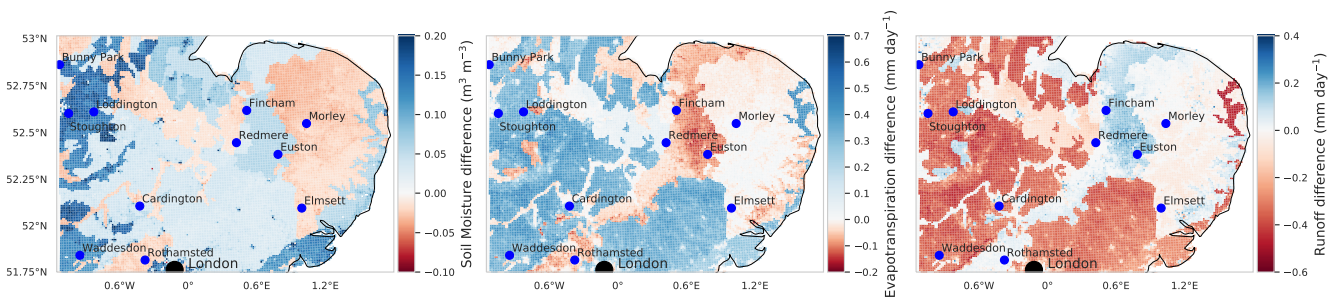 53°N
52.75°N
52.5°N
52.25°N
52°N
51.75°N
Bunny Park
Loddington
Stoughton
Fincham
Morley
Redmere
Euston
Cardington
Elmsett
Waddesdon
Rothamsted
London
0.6°W
0°
0.6°E
1.2°E
0.20
0.15
0.10
0.05
0.00
−0.05
−0.10
Soil Moisture difference (m³ m⁻³)
Bunny Park
Loddington
Stoughton
Fincham
Morley
Redmere
Euston
Cardington
Elmsett
Waddesdon
Rothamsted
London
0.6°W
0°
0.6°E
1.2°E
0.7
0.6
0.5
0.4
0.3
0.2
0.1
0.0
−0.1
−0.2
Evapotranspiration difference (mm day⁻¹)
Bunny Park
Loddington
Stoughton
Fincham
Morley
Redmere
Euston
Cardington
Elmsett
Waddesdon
Rothamsted
London
0.6°W
0°
0.6°E
1.2°E
0.4
0.2
0.0
−0.2
−0.4
−0.6
Runoff difference (mm day⁻¹)